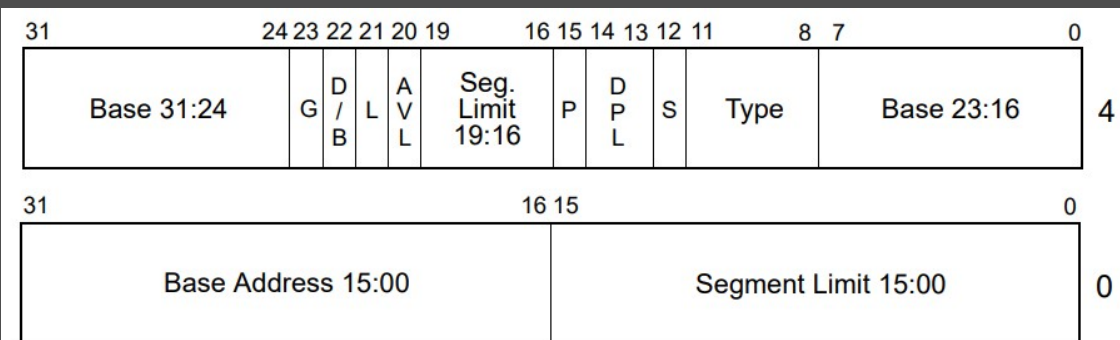 31 24 23 22 21 20 19 16 15 14 13 12 11 8 7 0
Base 31:24 G D/B L AVL Seg. Limit 19:16 P DPL S Type Base 23:16 4
31 16 15 0
Base Address 15:00 Segment Limit 15:00 0